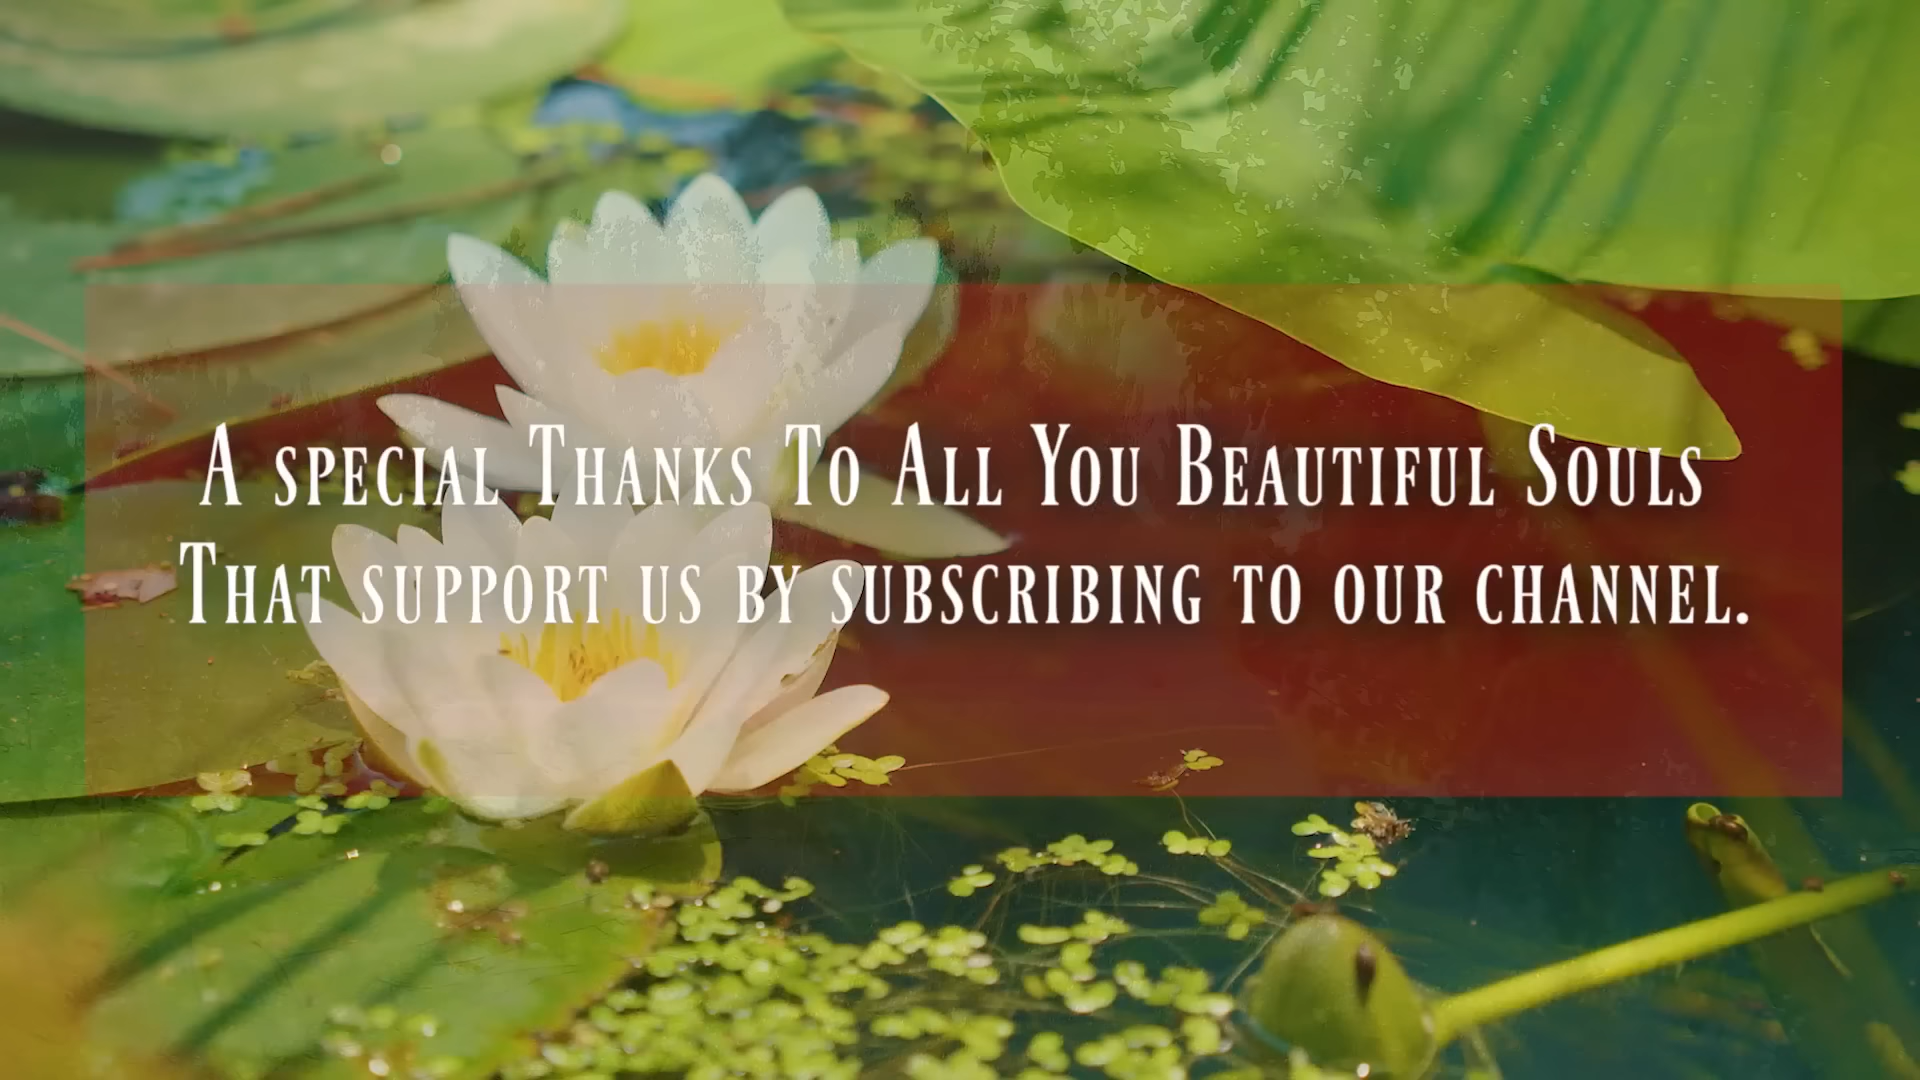 A special Thanks To All You Beautiful Souls
That support us by subscribing to our channel.